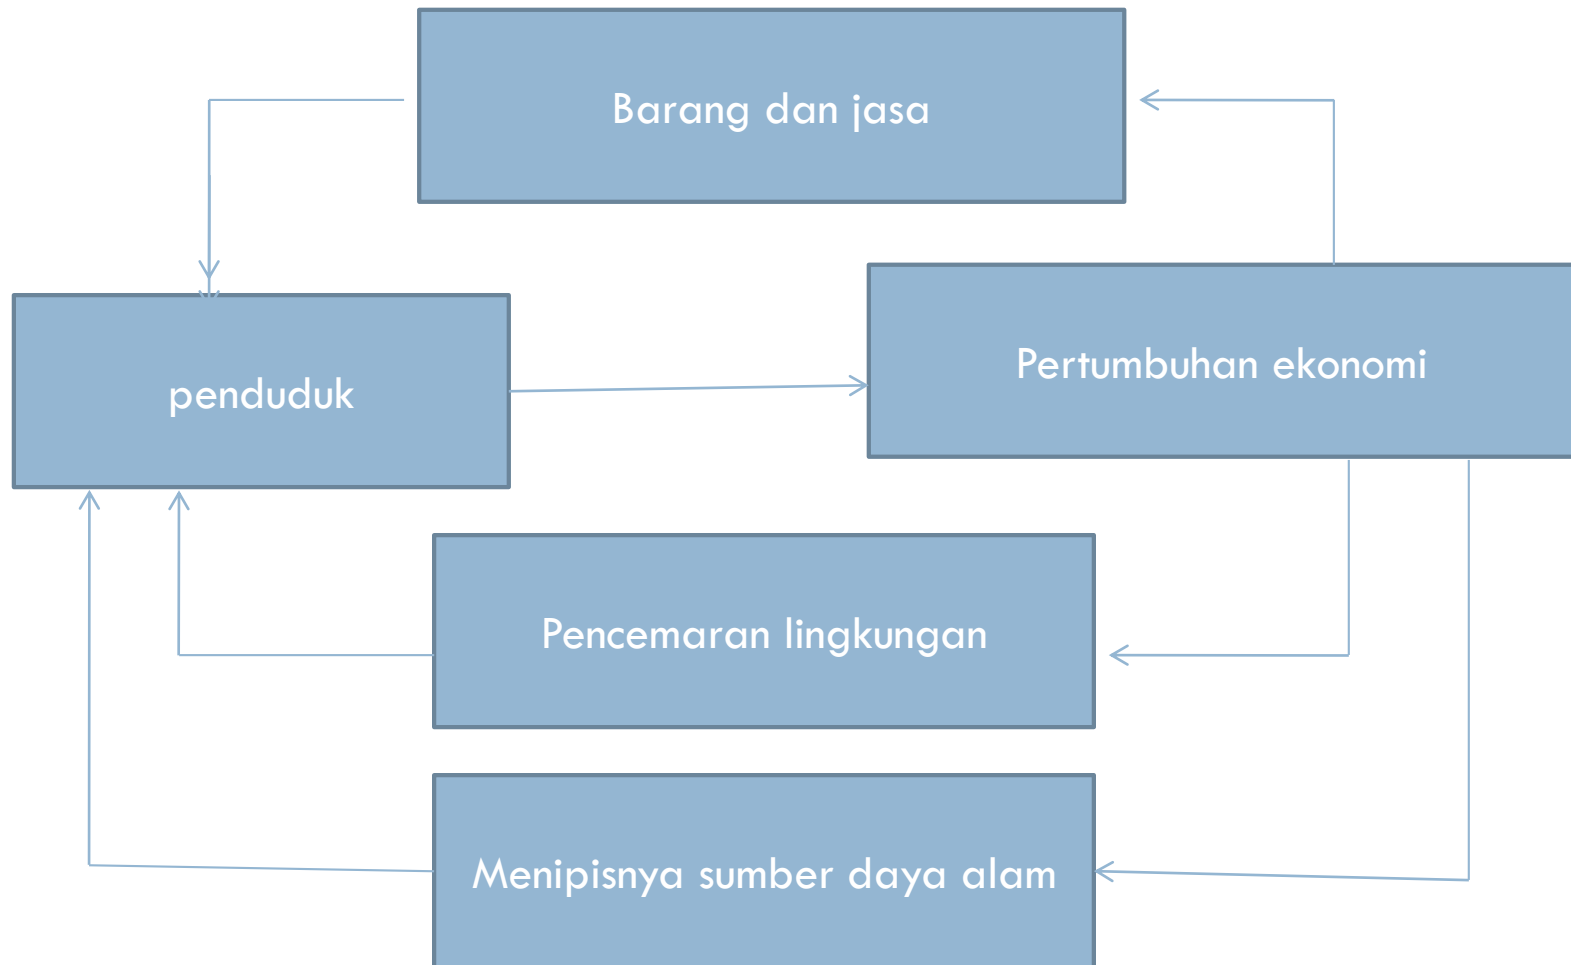 Barang dan jasa
Pertumbuhan ekonomi
penduduk
Pencemaran lingkungan
Menipisnya sumber daya alam